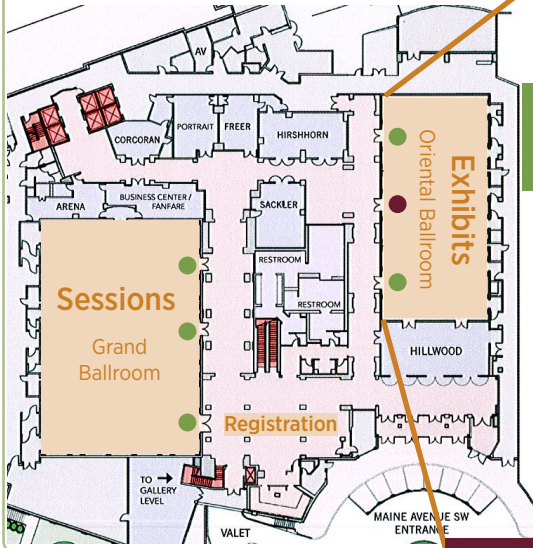 AV
CORCORAN
PORTRAIT
FREER
HIRSHHORN
ARENA
BUSINESS CENTER /
FANFARE
SACKLER
Exhibits
Oriental Ballroom
RESTROOM
RESTROOM
Sessions
Grand
Ballroom
HILLWOOD
Registration
TO →
GALLERY
LEVEL
VALET
MAINE AVENUE SW
ENTRANCE